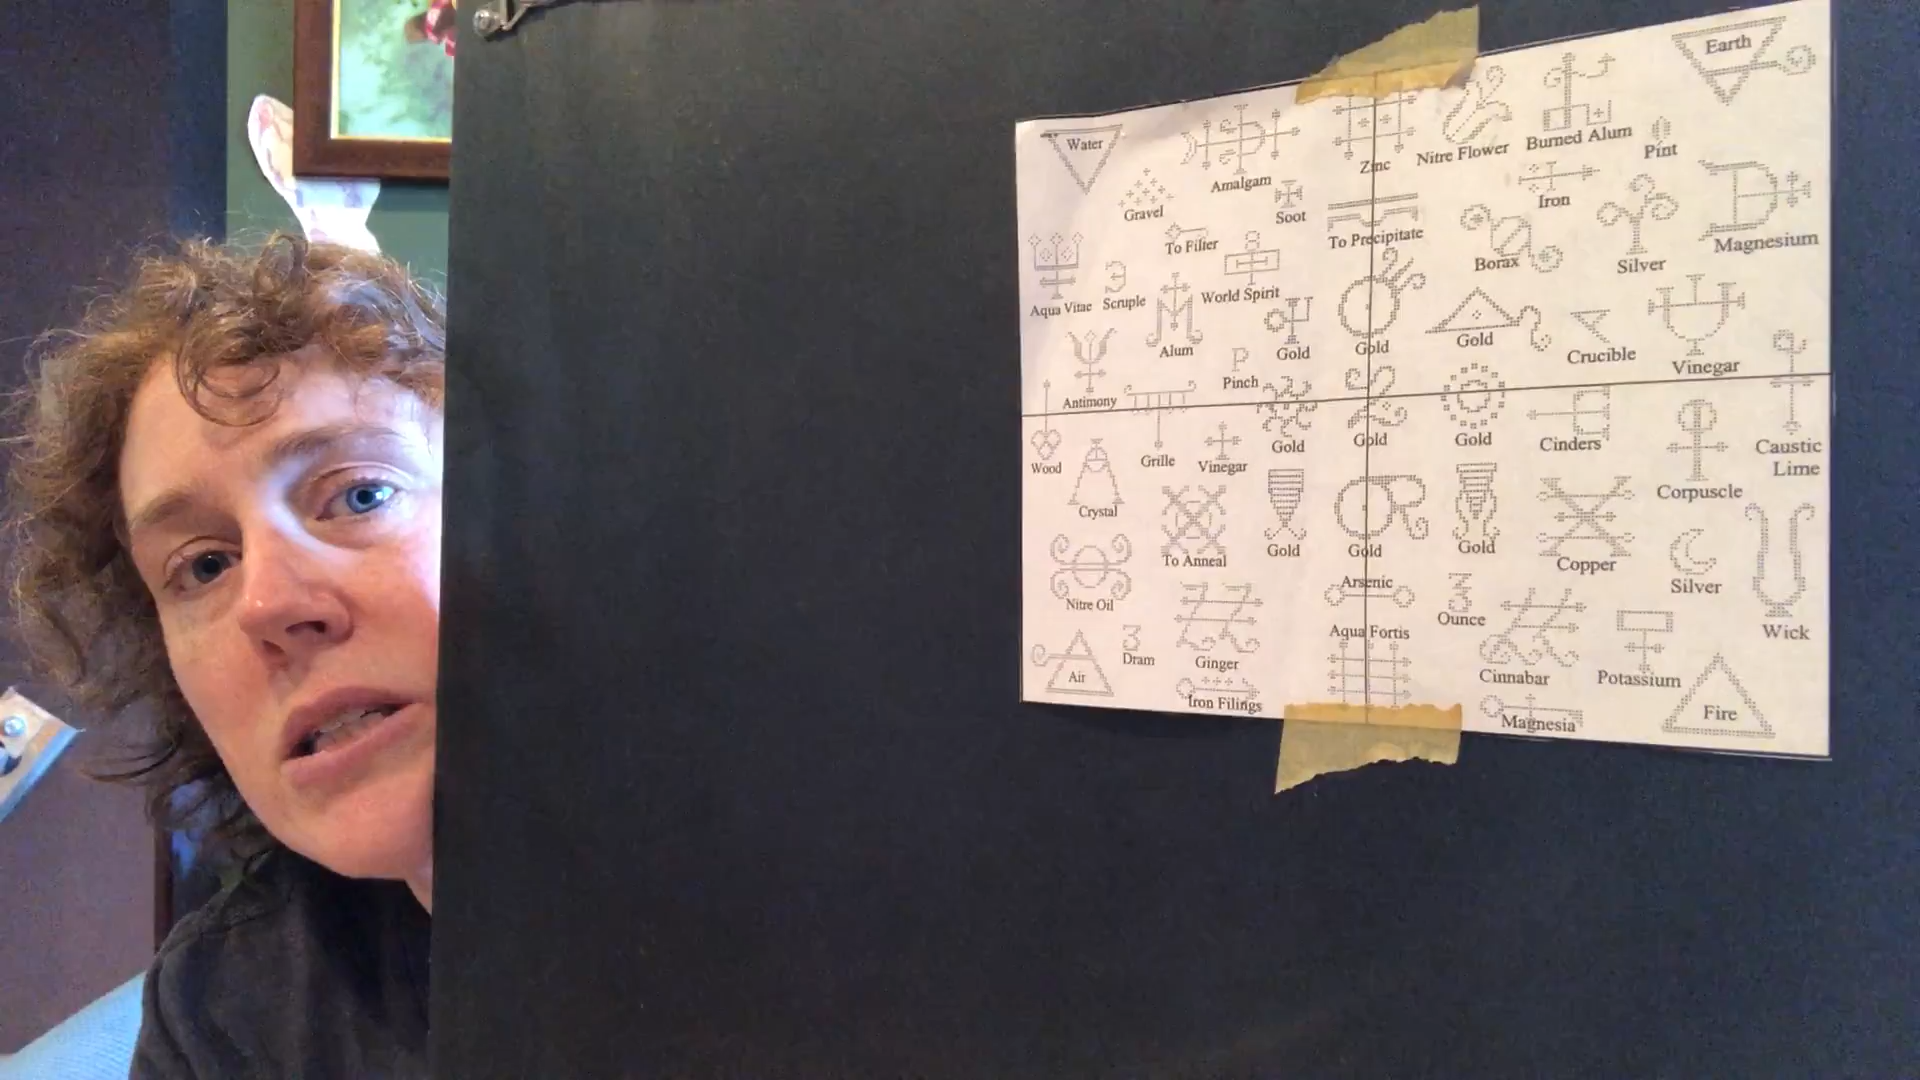 Earth
Water
Zinc
Nitre Flower
Burned Alum
Pint
Amalgam
Gravel
Soot
Iron
To Filter
To Precipitate
Borax
Silver
Magnesium
Aqua Vitae
Scruple
World Spirit
Alum
Gold
Gold
Gold
Crucible
Vinegar
Pinch
Antimony
Wood
Grille
Vinegar
Gold
Gold
Gold
Cinders
Caustic
Lime
Crystal
Corpuscle
To Anneal
Gold
Gold
Gold
Copper
Silver
Nitre Oil
Arsenic
Ounce
Wick
Aqua Fortis
Air
Dram
Ginger
Cinnabar
Potassium
Iron Filings
Magnesia
Fire